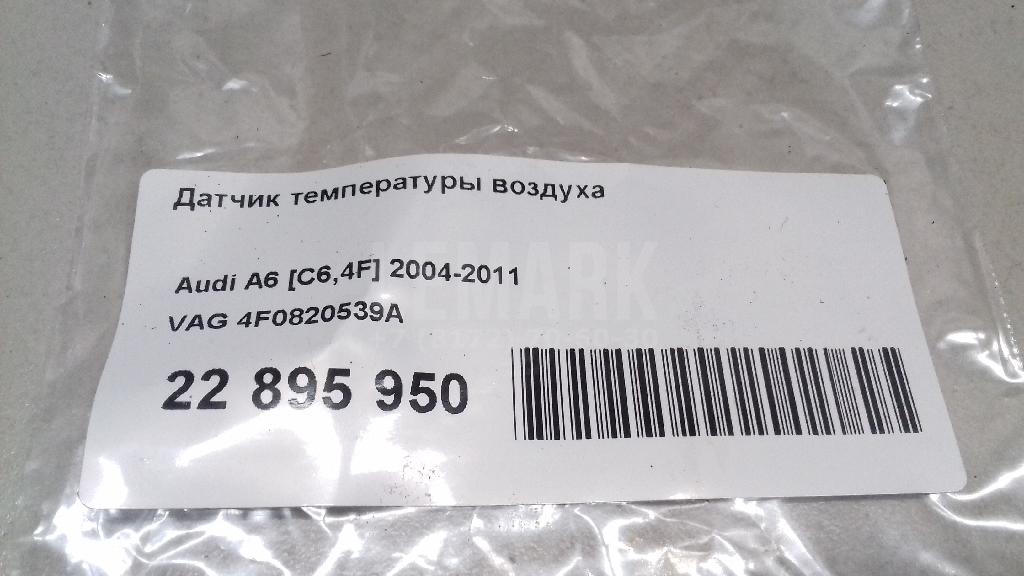 Датчик температуры воздуха
Audi A6 [C6,4F] 2004-2011
VAG 4F0820539A
22 895 950